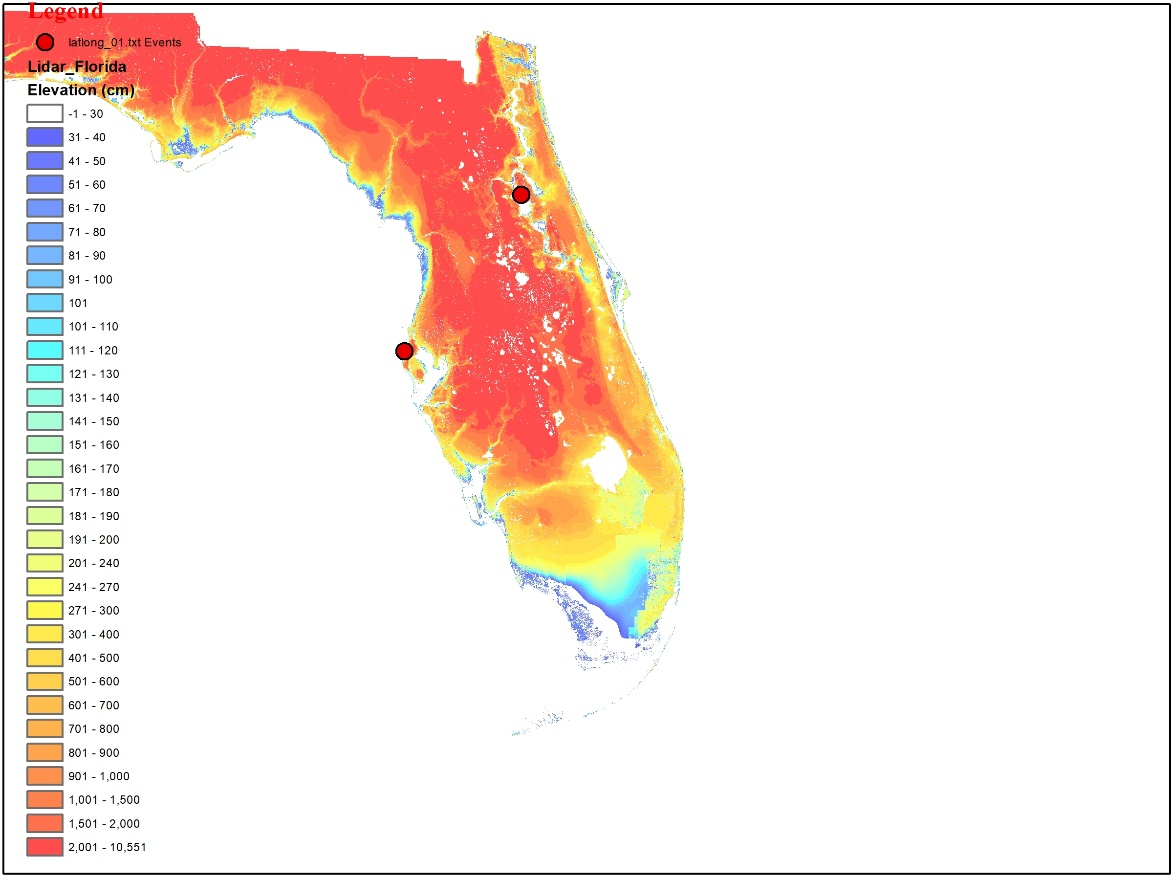 Legend
latlong_01.txt Events
Lidar_Florida
Elevation (cm)
-1 - 30
31 - 40
41 - 50
51 - 60
61 - 70
71 - 80
81 - 90
91 - 100
101
101 - 110
111 - 120
121 - 130
131 - 140
141 - 150
151 - 160
161 - 170
171 - 180
181 - 190
191 - 200
201 - 240
241 - 270
271 - 300
301 - 400
401 - 500
501 - 600
601 - 700
701 - 800
801 - 900
901 - 1,000
1,001 - 1,500
1,501 - 2,000
2,001 - 10,551